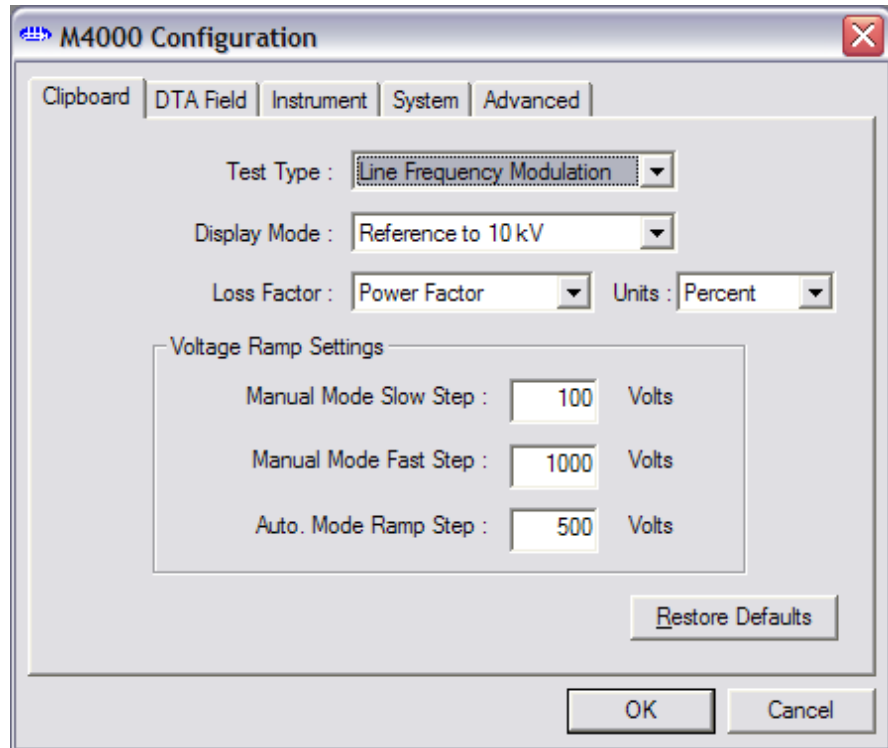 M4000 Configuration
Clipboard DTA Field Instrument System Advanced
Test Type : Line Frequency Modulation
Display Mode : Reference to 10 kV
Loss Factor : Power Factor Units : Percent
Voltage Ramp Settings
Manual Mode Slow Step : 100 Volts
Manual Mode Fast Step : 1000 Volts
Auto. Mode Ramp Step : 500 Volts
Restore Defaults
OK Cancel